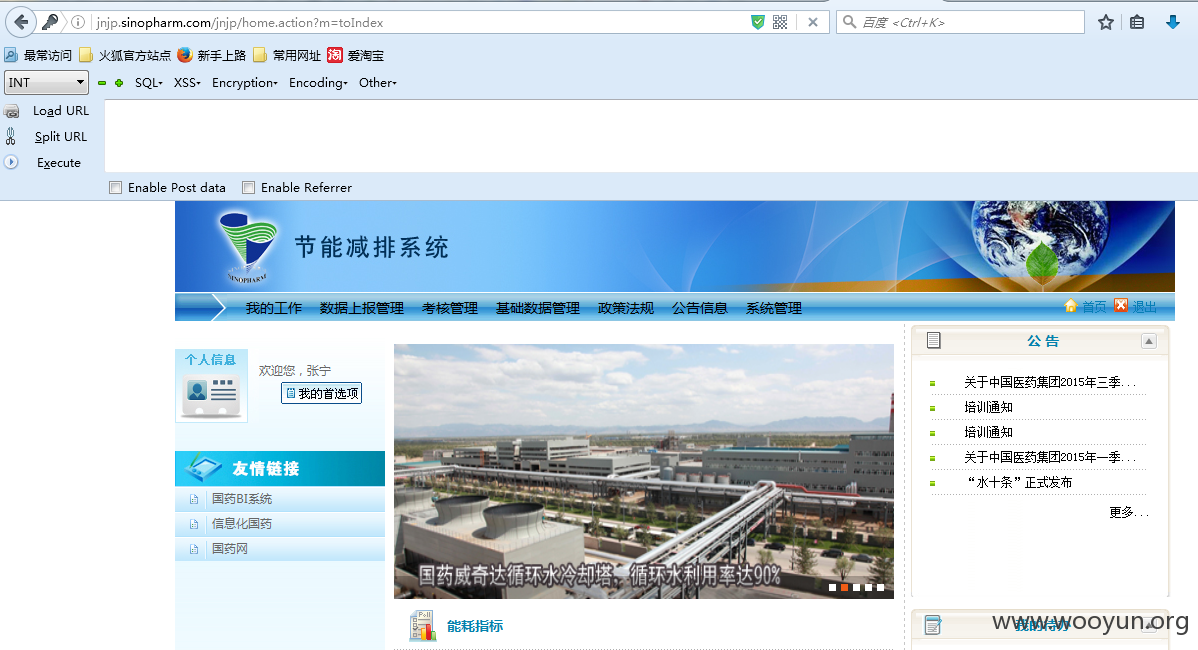 jnjp.sinopharm.com/jnjp/home.action?m=toIndex
百度 <Ctrl+K>
最常访问 火狐官方站点 新手上路 常用网址 淘 爱淘宝
INT SQL XSS Encryption Encoding Other
Load URL
Split URL
Execute
Enable Post data Enable Referrer
SINOPHARM
节能减排系统
我的工作 数据上报管理 考核管理 基础数据管理 政策法规 公告信息 系统管理 首页 退出
个人信息
欢迎您，张宁
我的首选项
友情链接
国药BI系统
信息化国药
国药网
国药威奇达循环水冷却塔，循环水利用率达90%
能耗指标
公告
关于中国医药集团2015年三季...
培训通知
培训通知
关于中国医药集团2015年一季...
“水十条”正式发布
更多...
我的待办
www.wooyun.org